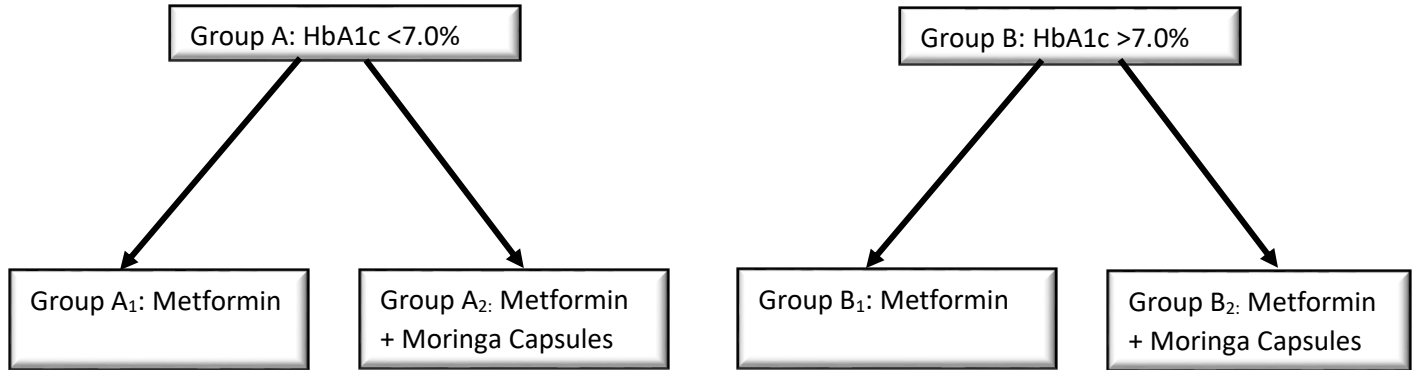 Group A: HbA1c <7.0%
Group B: HbA1c >7.0%
Group A₁: Metformin
Group A₂: Metformin
+ Moringa Capsules
Group B₁: Metformin
Group B₂: Metformin
+ Moringa Capsules